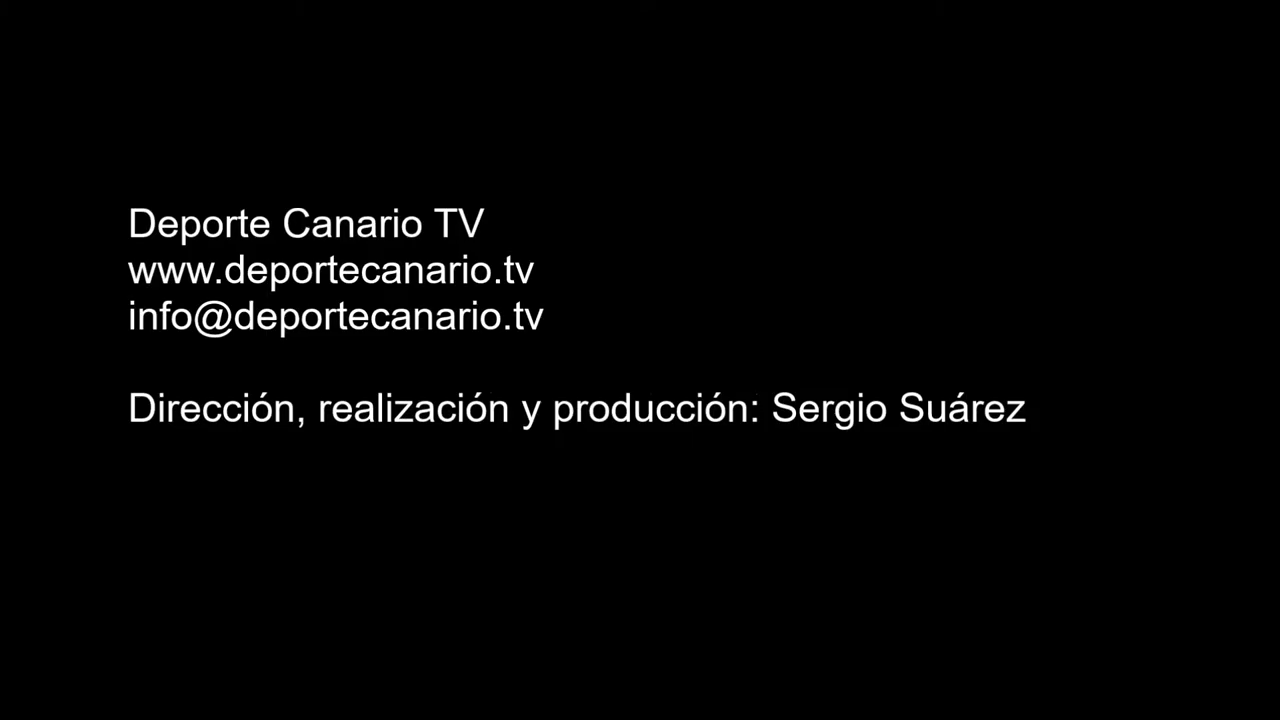 Deporte Canario TV
www.deportecanario.tv
info@deportecanario.tv
Dirección, realización y producción: Sergio Suárez